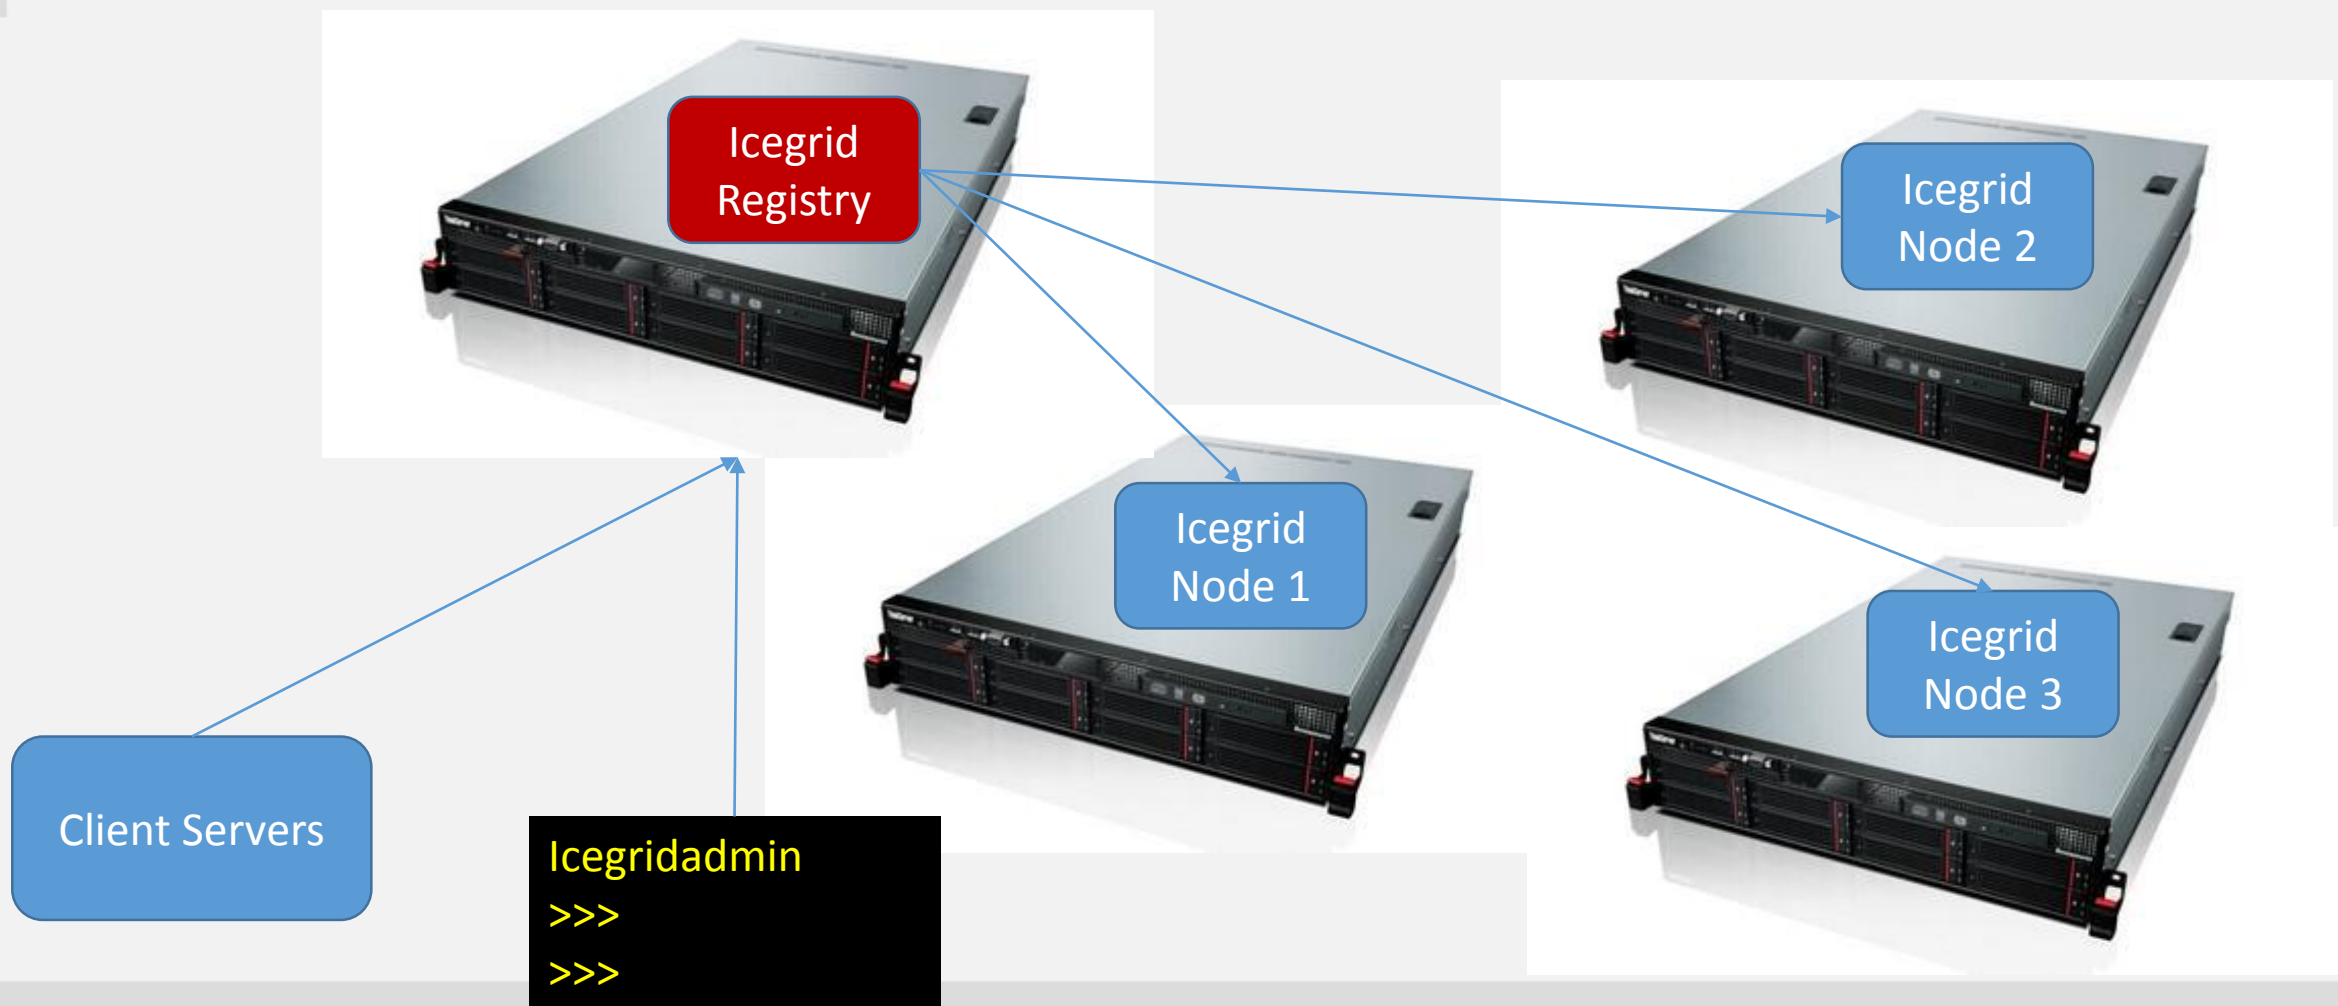 Icegrid
Registry
Icegrid
Node 2
Icegrid
Node 1
Icegrid
Node 3
Client Servers
Icegridadmin
>>>
>>>